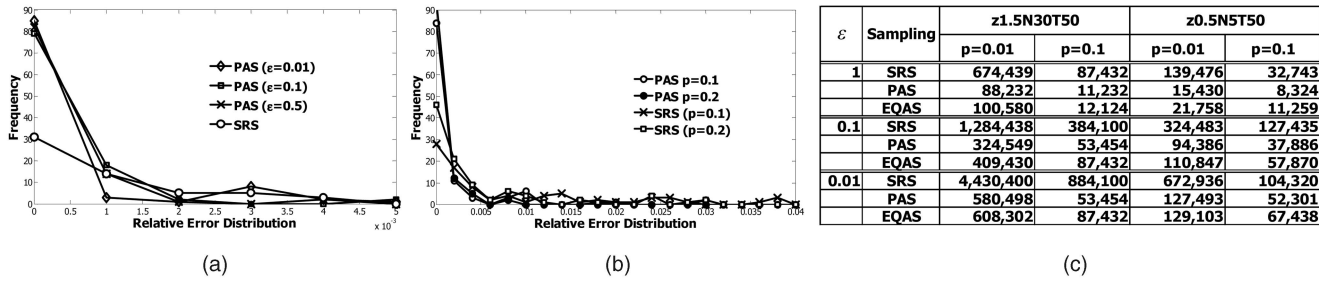 90
80
70
60
50
40
30
20
10
0
Frequency
PAS (ε=0.01)
PAS (ε=0.1)
PAS (ε=0.5)
SRS
0 0.5 1 1.5 2 2.5 3 3.5 4 4.5 5
Relative Error Distribution
x 10⁻³
(a)
90
80
70
60
50
40
30
20
10
0
Frequency
PAS p=0.1
PAS p=0.2
SRS (p=0.1)
SRS (p=0.2)
0 0.005 0.01 0.015 0.02 0.025 0.03 0.035 0.04
Relative Error Distribution
(b)
ε Sampling z1.5N30T50 z0.5N5T50
p=0.01 p=0.1 p=0.01 p=0.1
1 SRS 674,439 87,432 139,476 32,743
PAS 88,232 11,232 15,430 8,324
EQAS 100,580 12,124 21,758 11,259
0.1 SRS 1,284,438 384,100 324,483 127,435
PAS 324,549 53,454 94,386 37,886
EQAS 409,430 87,432 110,847 57,870
0.01 SRS 4,430,400 884,100 672,936 104,320
PAS 580,498 53,454 127,493 52,301
EQAS 608,302 87,432 129,103 67,438
(c)